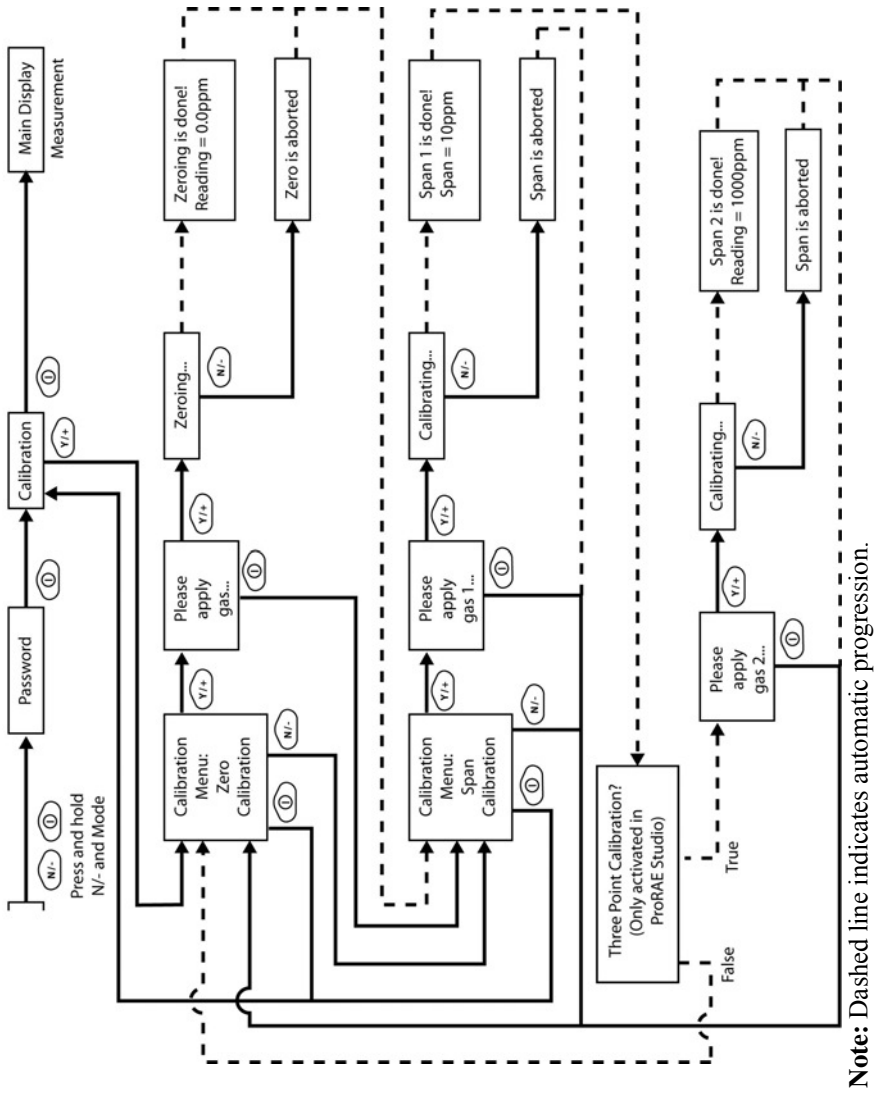 N/-
Press and hold
N/- and Mode
Password
Calibration
Y/+
Main Display
Measurement
Calibration
Menu:
Zero
Calibration
Y/+
N/-
Please
apply
gas...
Y/+
Zeroing...
N/-
Zeroing is done!
Reading = 0.0ppm
Zero is aborted
Calibration
Menu:
Span
Calibration
Y/+
N/-
Please
apply
gas 1...
Y/+
Calibrating...
N/-
Span 1 is done!
Span = 10ppm
Span is aborted
Three Point Calibration?
(Only activated in
ProRAE Studio)
False
True
Please
apply
gas 2...
Y/+
Calibrating...
N/-
Span 2 is done!
Reading = 1000ppm
Span is aborted
Note: Dashed line indicates automatic progression.